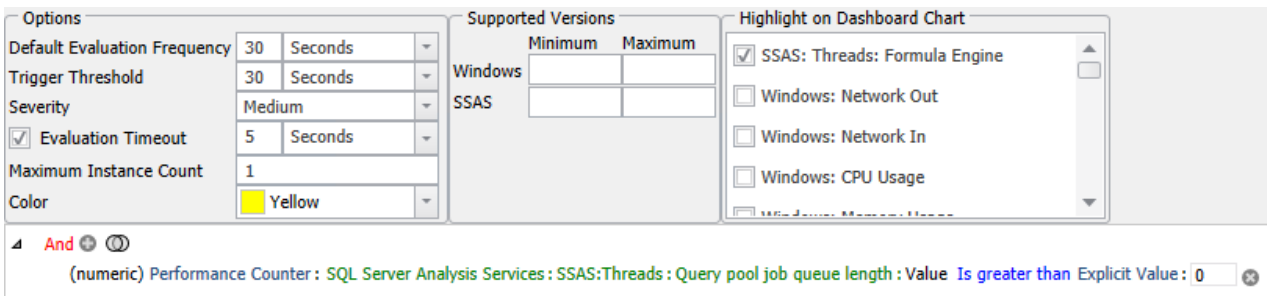 Options
Default Evaluation Frequency 30 Seconds
Trigger Threshold 30 Seconds
Severity Medium
Evaluation Timeout 5 Seconds
Maximum Instance Count 1
Color Yellow
Supported Versions
Minimum Maximum
Windows
SSAS
Highlight on Dashboard Chart
SSAS: Threads: Formula Engine
Windows: Network Out
Windows: Network In
Windows: CPU Usage
Windows: Memory Usage
And
(numeric) Performance Counter : SQL Server Analysis Services : SSAS:Threads : Query pool job queue length : Value Is greater than Explicit Value : 0